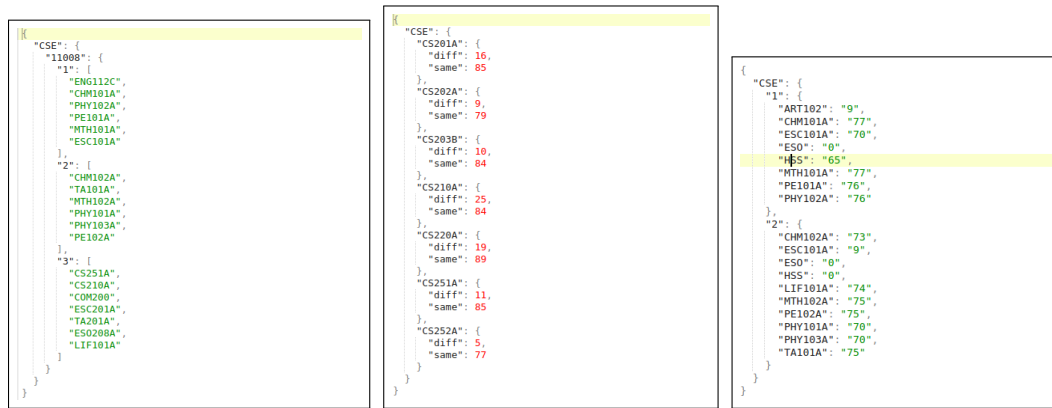 {
"CSE": {
"11008": {
"1": [
"ENG112C",
"CHM101A",
"PHY102A",
"PE101A",
"MTH101A",
"ESC101A"
],
"2": [
"CHM102A",
"TA101A",
"MTH102A",
"PHY101A",
"PHY103A",
"PE102A"
],
"3": [
"CS251A",
"CS210A",
"COM200",
"ESC201A",
"TA201A",
"ESO208A",
"LIF101A"
]
}
}
}
{
"CSE": {
"CS201A": {
"diff": 16,
"same": 85
},
"CS202A": {
"diff": 9,
"same": 79
},
"CS203B": {
"diff": 10,
"same": 84
},
"CS210A": {
"diff": 25,
"same": 84
},
"CS220A": {
"diff": 19,
"same": 89
},
"CS251A": {
"diff": 11,
"same": 85
},
"CS252A": {
"diff": 5,
"same": 77
}
}
}
{
"CSE": {
"1": {
"ART102": "9",
"CHM101A": "77",
"ESC101A": "70",
"ESO": "0",
"HSS": "65",
"MTH101A": "77",
"PE101A": "76",
"PHY102A": "76"
},
"2": {
"CHM102A": "73",
"ESC101A": "9",
"ESO": "0",
"HSS": "0",
"LIF101A": "74",
"MTH102A": "75",
"PE102A": "75",
"PHY101A": "70",
"PHY103A": "70",
"TA101A": "75"
}
}
}